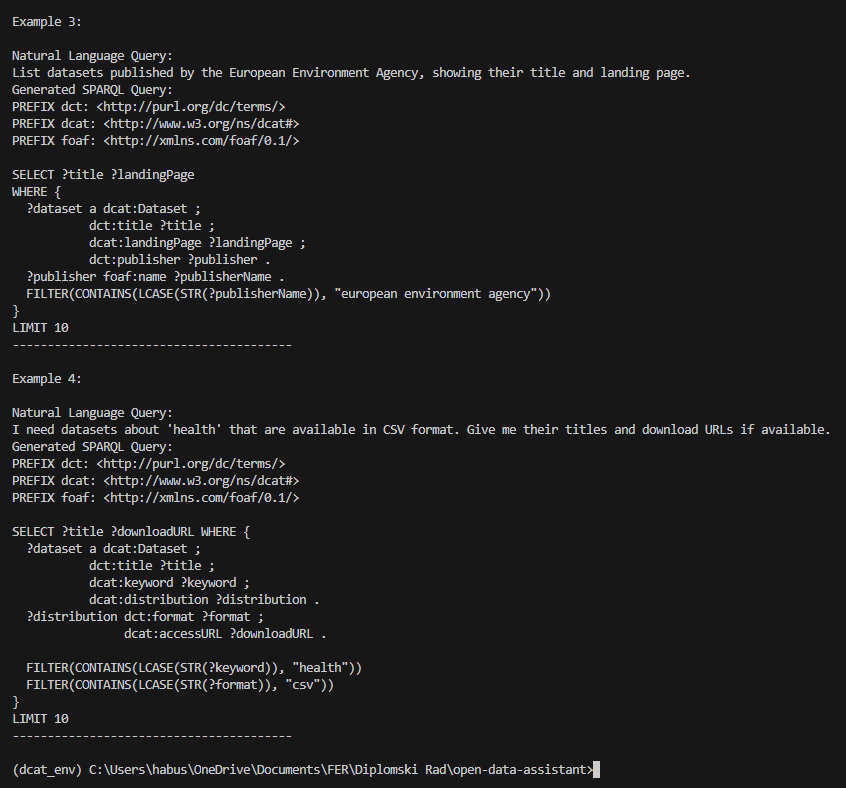 Example 3:
Natural Language Query:
List datasets published by the European Environment Agency, showing their title and landing page.
Generated SPARQL Query:
PREFIX dct: <http://purl.org/dc/terms/>
PREFIX dcat: <http://www.w3.org/ns/dcat#>
PREFIX foaf: <http://xmlns.com/foaf/0.1/>
SELECT ?title ?landingPage
WHERE {
  ?dataset a dcat:Dataset ;
           dct:title ?title ;
           dcat:landingPage ?landingPage ;
           dct:publisher ?publisher .
  ?publisher foaf:name ?publisherName .
  FILTER(CONTAINS(LCASE(STR(?publisherName)), "european environment agency"))
}
LIMIT 10
----------------------------------------
Example 4:
Natural Language Query:
I need datasets about 'health' that are available in CSV format. Give me their titles and download URLs if available.
Generated SPARQL Query:
PREFIX dct: <http://purl.org/dc/terms/>
PREFIX dcat: <http://www.w3.org/ns/dcat#>
PREFIX foaf: <http://xmlns.com/foaf/0.1/>
SELECT ?title ?downloadURL WHERE {
  ?dataset a dcat:Dataset ;
           dct:title ?title ;
           dcat:keyword ?keyword ;
           dcat:distribution ?distribution .
  ?distribution dct:format ?format ;
                dcat:accessURL ?downloadURL .
  FILTER(CONTAINS(LCASE(STR(?keyword)), "health"))
  FILTER(CONTAINS(LCASE(STR(?format)), "csv"))
}
LIMIT 10
----------------------------------------
(dcat_env) C:\Users\habus\OneDrive\Documents\FER\Diplomski Rad\open-data-assistant>